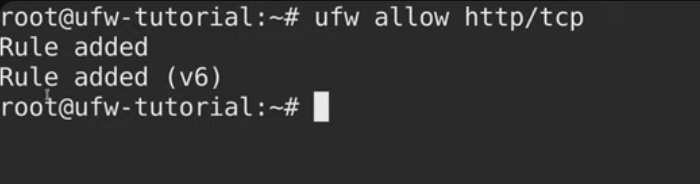 root@ufw-tutorial:~# ufw allow http/tcp
Rule added
Rule added (v6)
root@ufw-tutorial:~#